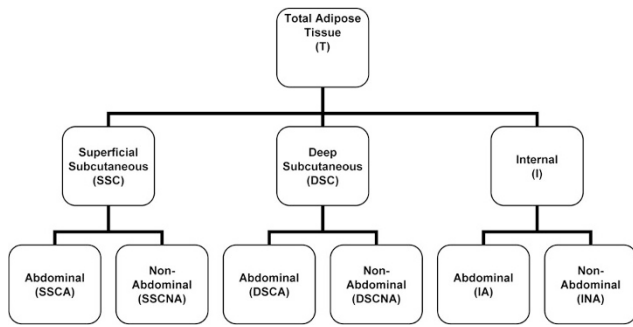 Total Adipose
Tissue
(T)
Superficial
Subcutaneous
(SSC)
Deep
Subcutaneous
(DSC)
Internal
(I)
Abdominal
(SSCA)
Non-
Abdominal
(SSCNA)
Abdominal
(DSCA)
Non-
Abdominal
(DSCNA)
Abdominal
(IA)
Non-
Abdominal
(INA)